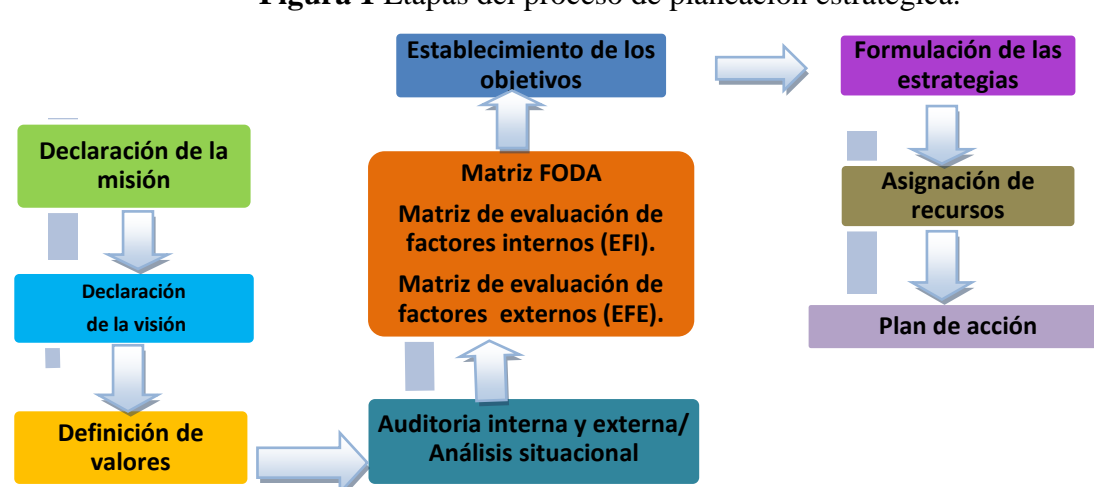 Figura 1 Etapas del proceso de planeación estratégica.
Declaración de la
misión
Declaración
de la visión
Definición de
valores
Auditoria interna y externa/
Análisis situacional
Matriz FODA
Matriz de evaluación de
factores internos (EFI).
Matriz de evaluación de
factores externos (EFE).
Establecimiento de los
objetivos
Formulación de las
estrategias
Asignación de
recursos
Plan de acción